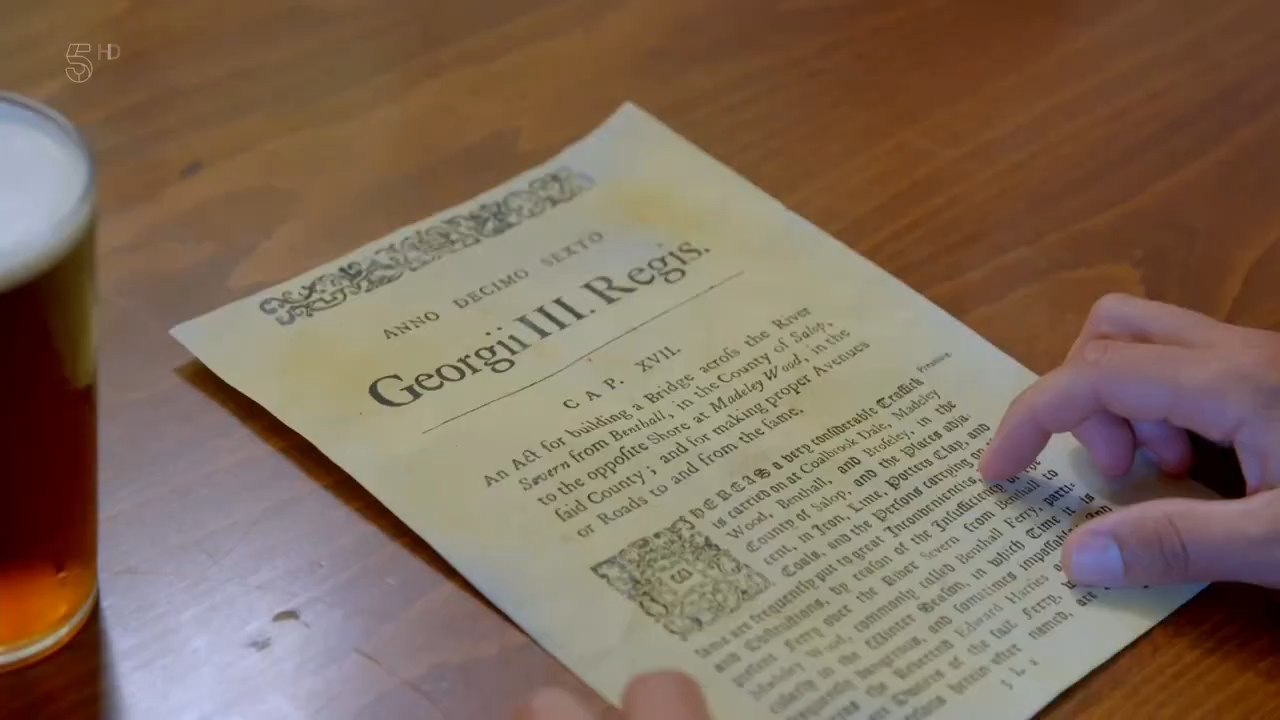 5 HD
ANNO DECIMO SEXTO
Georgii III. Regis.
CAP. XVII.
An Act for building a Bridge acroſs the River
Severn from Benthall, in the County of Salop,
to the oppoſite Shore at Madeley Wood, in the
ſaid County; and for making proper Avenues
or Roads to and from the ſame.
Preamble.
WHEREAS a very conſiderable Traffick
is carried on at Coalbrook Dale, Madeley
Wood, Benthall, and Broſeley, in the
County of Salop, and the Places adja-
cent, in Iron, Lime, Potters Clay, and
Coals, and the Perſons carrying on
ſame are frequently put to great Inconveniencies,
and Obſtructions, by reaſon of the Inſufficiency of the
preſent Ferry over the River Severn from Benthall to
Madeley Wood, commonly called Benthall Ferry, parti-
cularly in the Winter Seaſon, in which Time it is
frequently dangerous, and ſometimes impaſſable: And
the Reverend Edward Harries
Owners of the ſaid Ferry,
herein after named, are